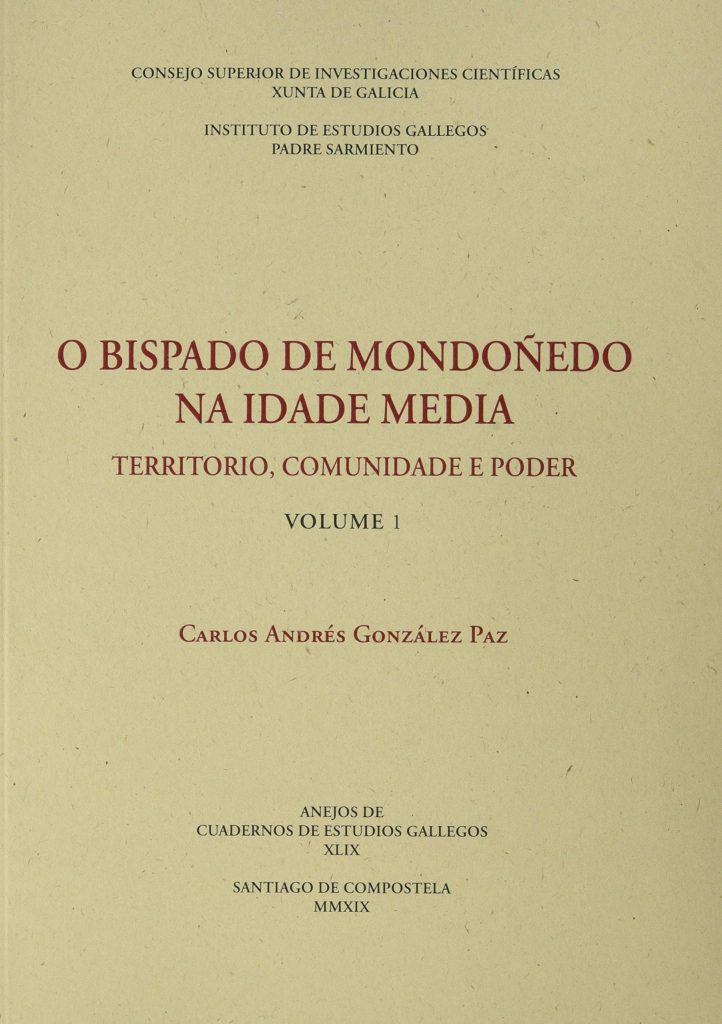 CONSEJO SUPERIOR DE INVESTIGACIONES CIENTÍFICAS
XUNTA DE GALICIA
INSTITUTO DE ESTUDIOS GALLEGOS
PADRE SARMIENTO
O BISPADO DE MONDOÑEDO
NA IDADE MEDIA
TERRITORIO, COMUNIDADE E PODER
VOLUME 1
CARLOS ANDRÉS GONZÁLEZ PAZ
ANEJOS DE
CUADERNOS DE ESTUDIOS GALLEGOS
XLIX
SANTIAGO DE COMPOSTELA
MMXIX